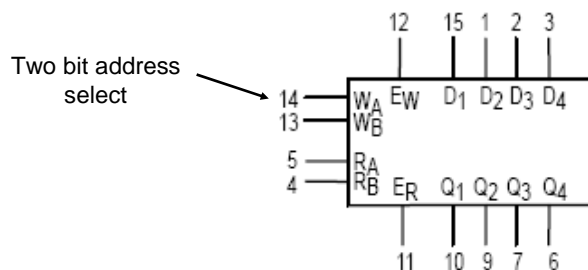 12 15 1 2 3
Two bit address
select
14 W_A E_W D_1 D_2 D_3 D_4
13 W_B
5 R_A
4 R_B E_R Q_1 Q_2 Q_3 Q_4
11 10 9 7 6